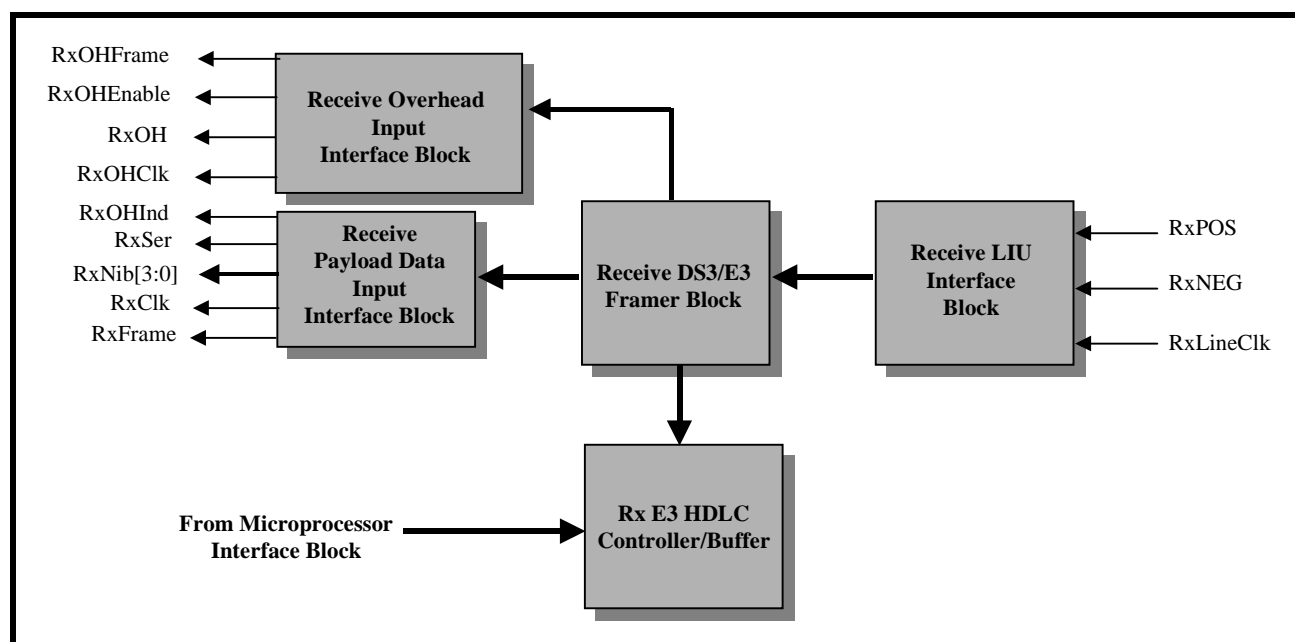 RxOHFrame
RxOHEnable
RxOH
RxOHClk
Receive Overhead
Input
Interface Block
RxOHInd
RxSer
RxNib[3:0]
RxClk
RxFrame
Receive
Payload Data
Input
Interface Block
Receive DS3/E3
Framer Block
Receive LIU
Interface
Block
RxPOS
RxNEG
RxLineClk
From Microprocessor
Interface Block
Rx E3 HDLC
Controller/Buffer